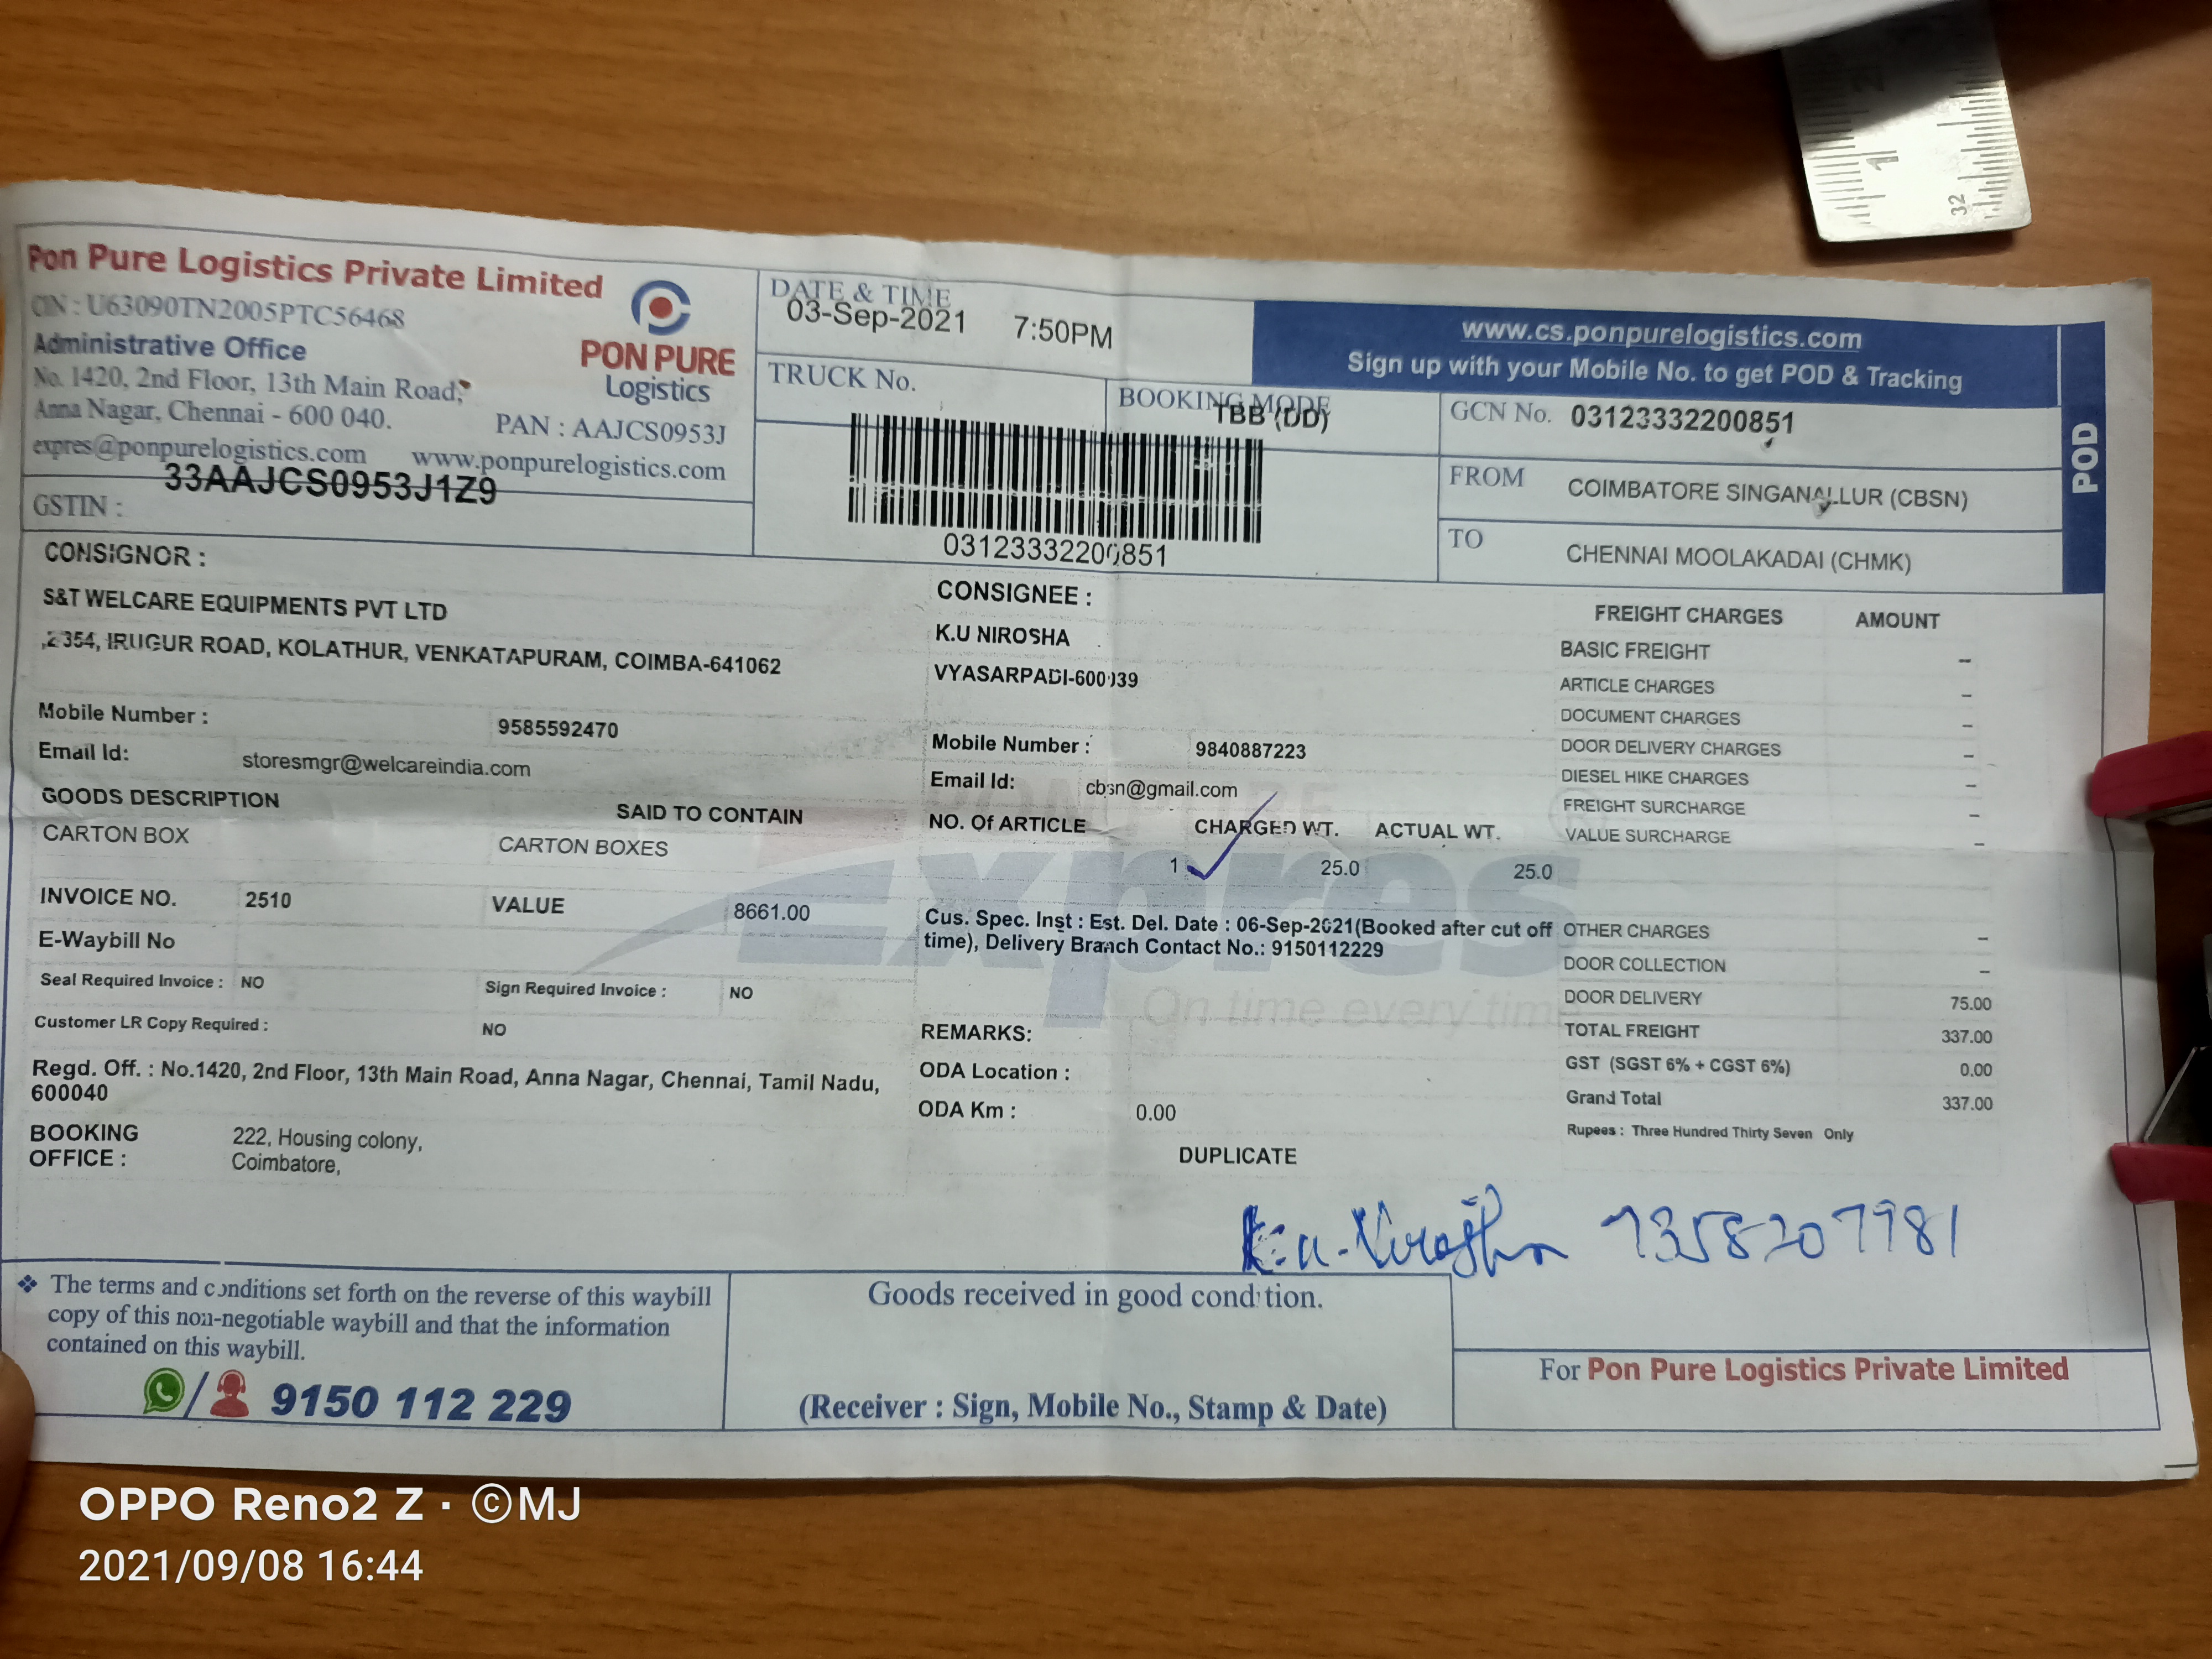 Pon Pure Logistics Private Limited
CIN : U63090TN2005PTC56468
Administrative Office
No. 1420, 2nd Floor, 13th Main Road,
Anna Nagar, Chennai - 600 040.
PAN : AAJCS0953J
expres@ponpurelogistics.com www.ponpurelogistics.com
PON PURE
Logistics
GSTIN : 33AAJCS0953J1Z9
DATE & TIME
03-Sep-2021 7:50PM
TRUCK No.
BOOKING MODE
TBB (DD)
03123332200851
www.cs.ponpurelogistics.com
Sign up with your Mobile No. to get POD & Tracking
GCN No. 03123332200851
FROM COIMBATORE SINGANALLUR (CBSN)
TO CHENNAI MOOLAKADAI (CHMK)
POD
CONSIGNOR :
S&T WELCARE EQUIPMENTS PVT LTD
,2 354, IRUGUR ROAD, KOLATHUR, VENKATAPURAM, COIMBA-641062
Mobile Number : 9585592470
Email Id: storesmgr@welcareindia.com
GOODS DESCRIPTION SAID TO CONTAIN
CARTON BOX CARTON BOXES
INVOICE NO. 2510 VALUE 8661.00
E-Waybill No
Seal Required Invoice : NO Sign Required Invoice : NO
Customer LR Copy Required : NO
Regd. Off. : No.1420, 2nd Floor, 13th Main Road, Anna Nagar, Chennai, Tamil Nadu,
600040
BOOKING
OFFICE :
222, Housing colony,
Coimbatore,
CONSIGNEE :
K.U NIROSHA
VYASARPADI-600039
Mobile Number : 9840887223
Email Id: cbsn@gmail.com
NO. Of ARTICLE CHARGED WT. ACTUAL WT.
1 25.0 25.0
Expres
On time every time
Cus. Spec. Inst : Est. Del. Date : 06-Sep-2021(Booked after cut off
time), Delivery Branch Contact No.: 9150112229
REMARKS:
ODA Location :
ODA Km : 0.00
DUPLICATE
FREIGHT CHARGES AMOUNT
BASIC FREIGHT –
ARTICLE CHARGES –
DOCUMENT CHARGES –
DOOR DELIVERY CHARGES –
DIESEL HIKE CHARGES –
FREIGHT SURCHARGE –
VALUE SURCHARGE –
OTHER CHARGES –
DOOR COLLECTION –
DOOR DELIVERY 75.00
TOTAL FREIGHT 337.00
GST (SGST 6% + CGST 6%) 0.00
Grand Total 337.00
Rupees : Three Hundred Thirty Seven Only
K.U. Nirosha 7358207981
❖ The terms and conditions set forth on the reverse of this waybill
copy of this non-negotiable waybill and that the information
contained on this waybill.
/ 9150 112 229
Goods received in good condition.
(Receiver : Sign, Mobile No., Stamp & Date)
For Pon Pure Logistics Private Limited
1
32
OPPO Reno2 Z · ©MJ
2021/09/08 16:44